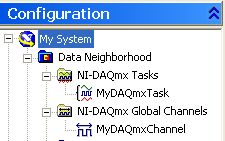 Configuration
My System
Data Neighborhood
NI-DAQmx Tasks
MyDAQmxTask
NI-DAQmx Global Channels
MyDAQmxChannel